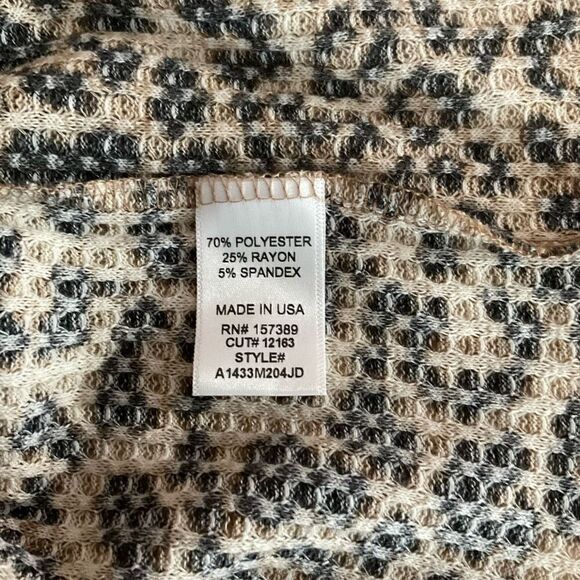 70% POLYESTER
25% RAYON
5% SPANDEX
MADE IN USA
RN# 157389
CUT# 12163
STYLE#
A1433M204JD